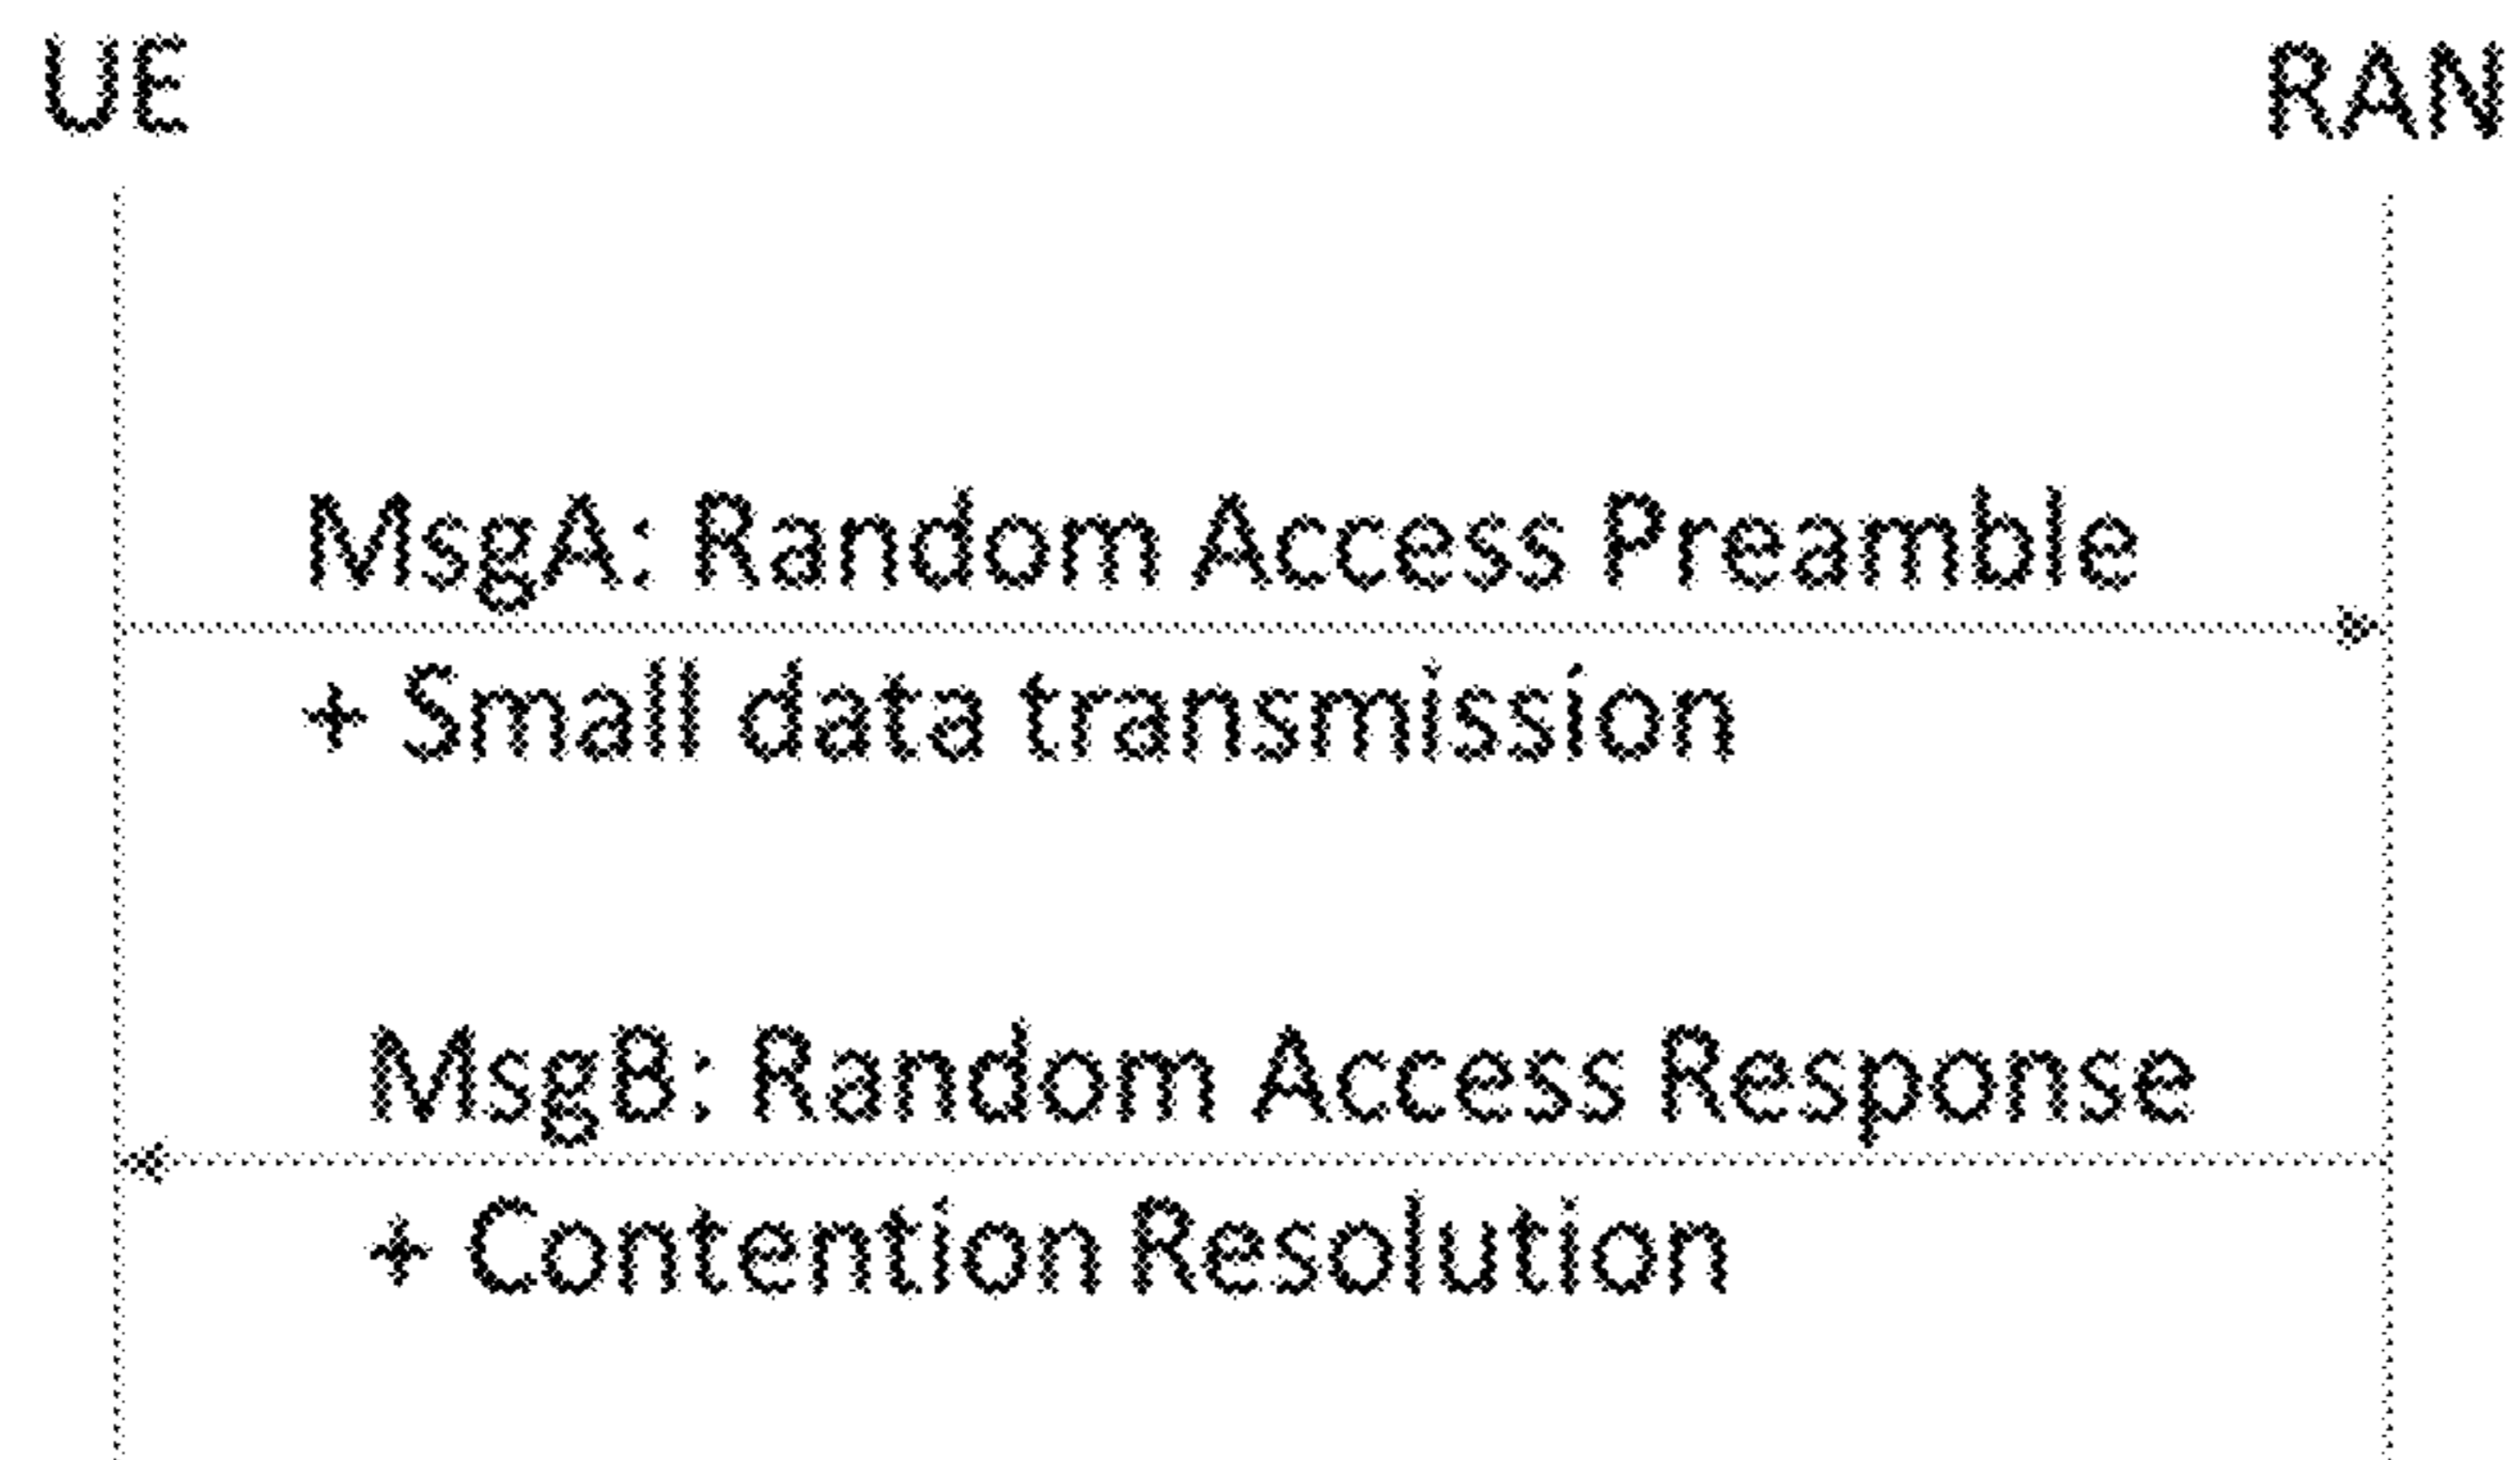 UE
RAN
MsgA: Random Access Preamble
+ Small data transmission
MsgB: Random Access Response
+ Contention Resolution